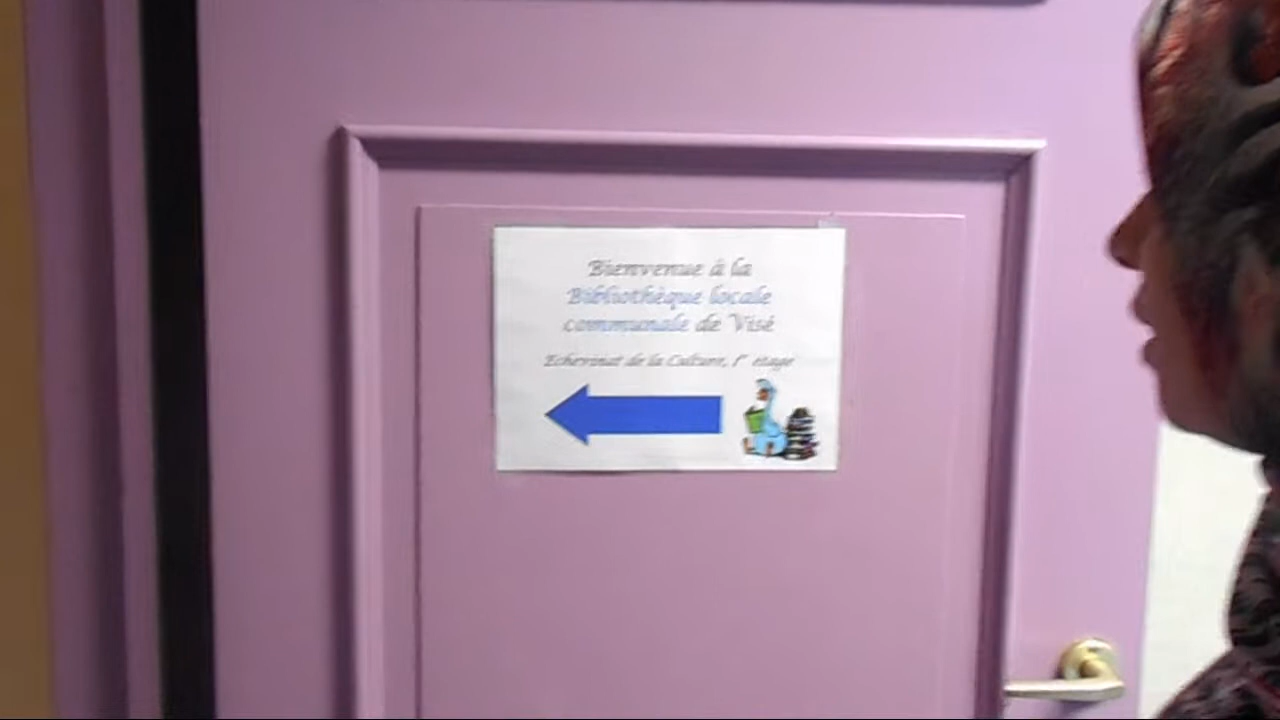 Bienvenue à la
Bibliothèque locale
communale de Visé
Echevinat de la Culture, 1er étage